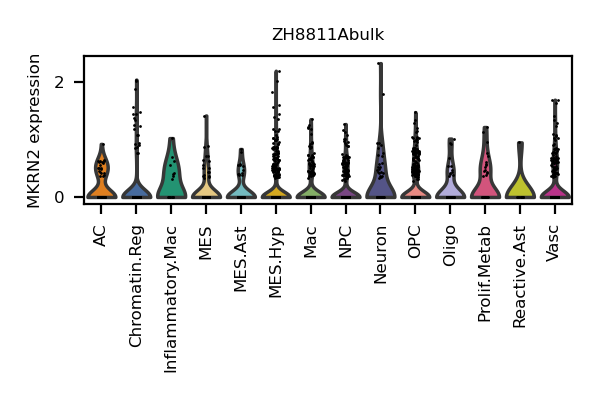 ZH8811Abulk
MKRN2 expression
2
0
AC
Chromatin.Reg
Inflammatory.Mac
MES
MES.Ast
MES.Hyp
Mac
NPC
Neuron
OPC
Oligo
Prolif.Metab
Reactive.Ast
Vasc